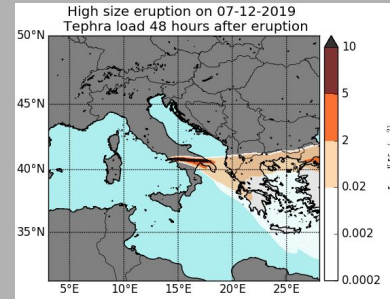 High size eruption on 07-12-2019
Tephra load 48 hours after eruption
50°N
45°N
40°N
35°N
5°E
10°E
15°E
20°E
25°E
10
5
2
0.02
0.002
0.0002